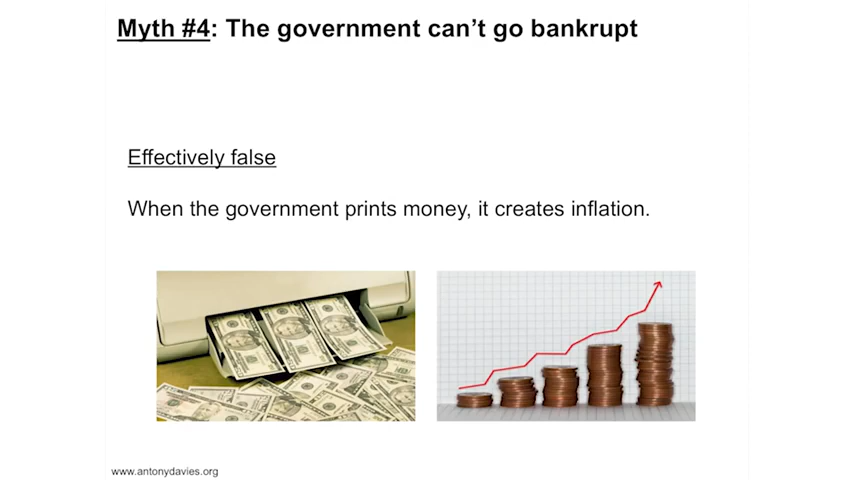 Myth #4: The government can’t go bankrupt
Effectively false
When the government prints money, it creates inflation.
www.antonydavies.org